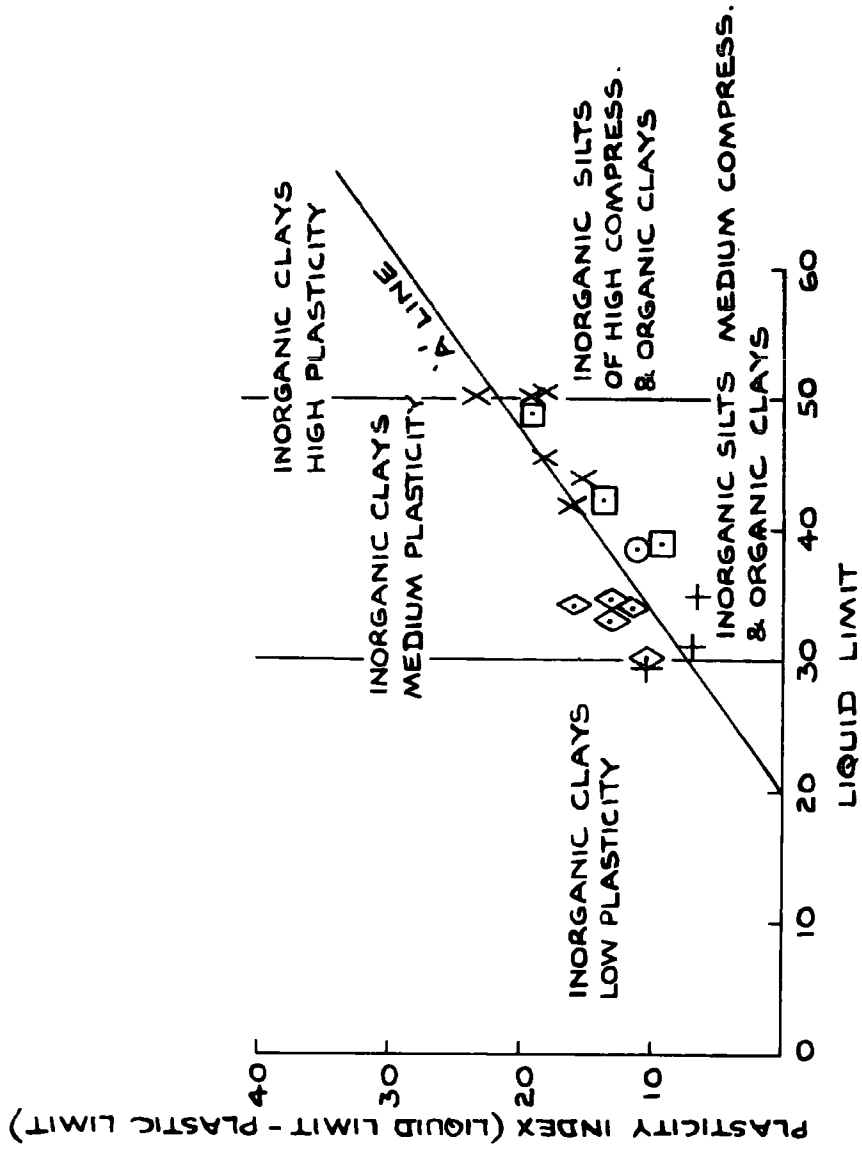 INORGANIC CLAYS
HIGH PLASTICITY
INORGANIC CLAYS
MEDIUM PLASTICITY
'A' LINE
INORGANIC CLAYS
LOW PLASTICITY
INORGANIC SILTS
OF HIGH COMPRESS.
& ORGANIC CLAYS
INORGANIC SILTS MEDIUM COMPRESS.
& ORGANIC CLAYS
40
30
20
10
PLASTICITY INDEX (LIQUID LIMIT - PLASTIC LIMIT)
0 10 20 30 40 50 60
LIQUID LIMIT